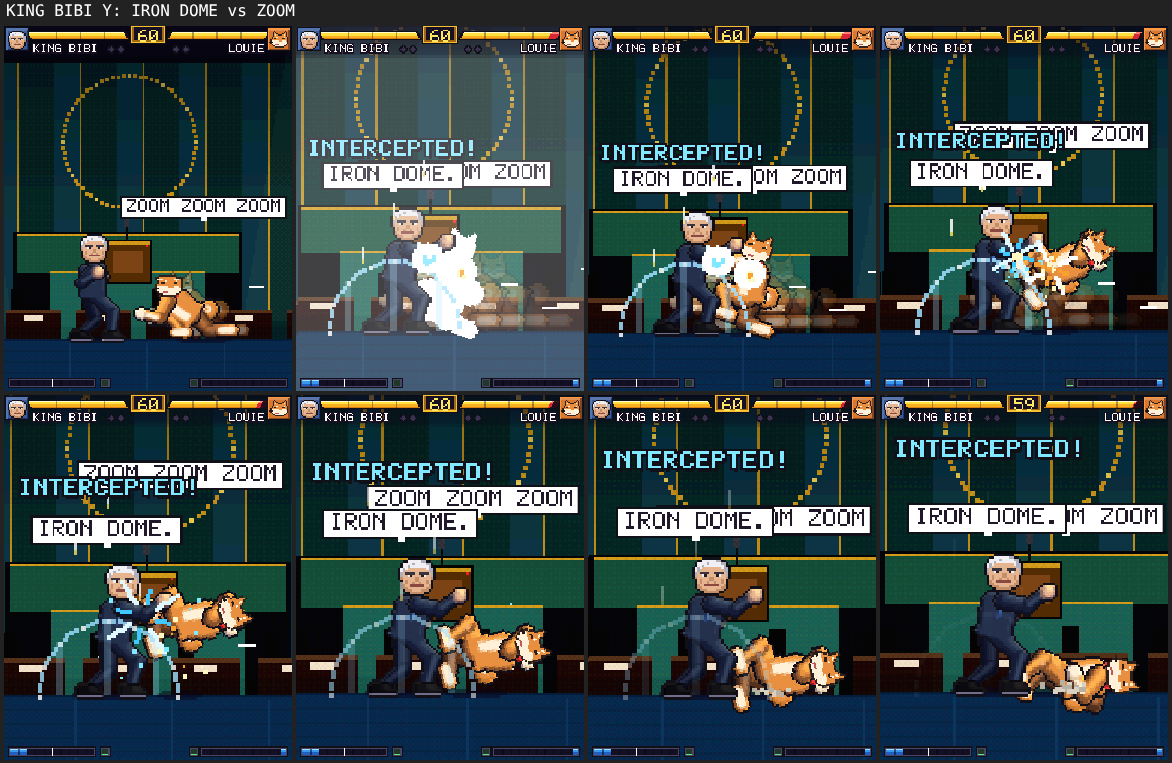 KING BIBI Y: IRON DOME vs ZOOM
60
KING BIBI
LOUIE
ZOOM ZOOM ZOOM
60
KING BIBI
LOUIE
INTERCEPTED!
IRON DOME.
ZOOM
60
KING BIBI
LOUIE
INTERCEPTED!
IRON DOME.
ZOOM
60
KING BIBI
LOUIE
ZOOM
INTERCEPTED!
IRON DOME.
60
KING BIBI
LOUIE
ZOOM ZOOM ZOOM
INTERCEPTED!
IRON DOME.
60
KING BIBI
LOUIE
INTERCEPTED!
ZOOM ZOOM ZOOM
IRON DOME.
60
KING BIBI
LOUIE
INTERCEPTED!
IRON DOME.
ZOOM
59
KING BIBI
LOUIE
INTERCEPTED!
IRON DOME.
ZOOM